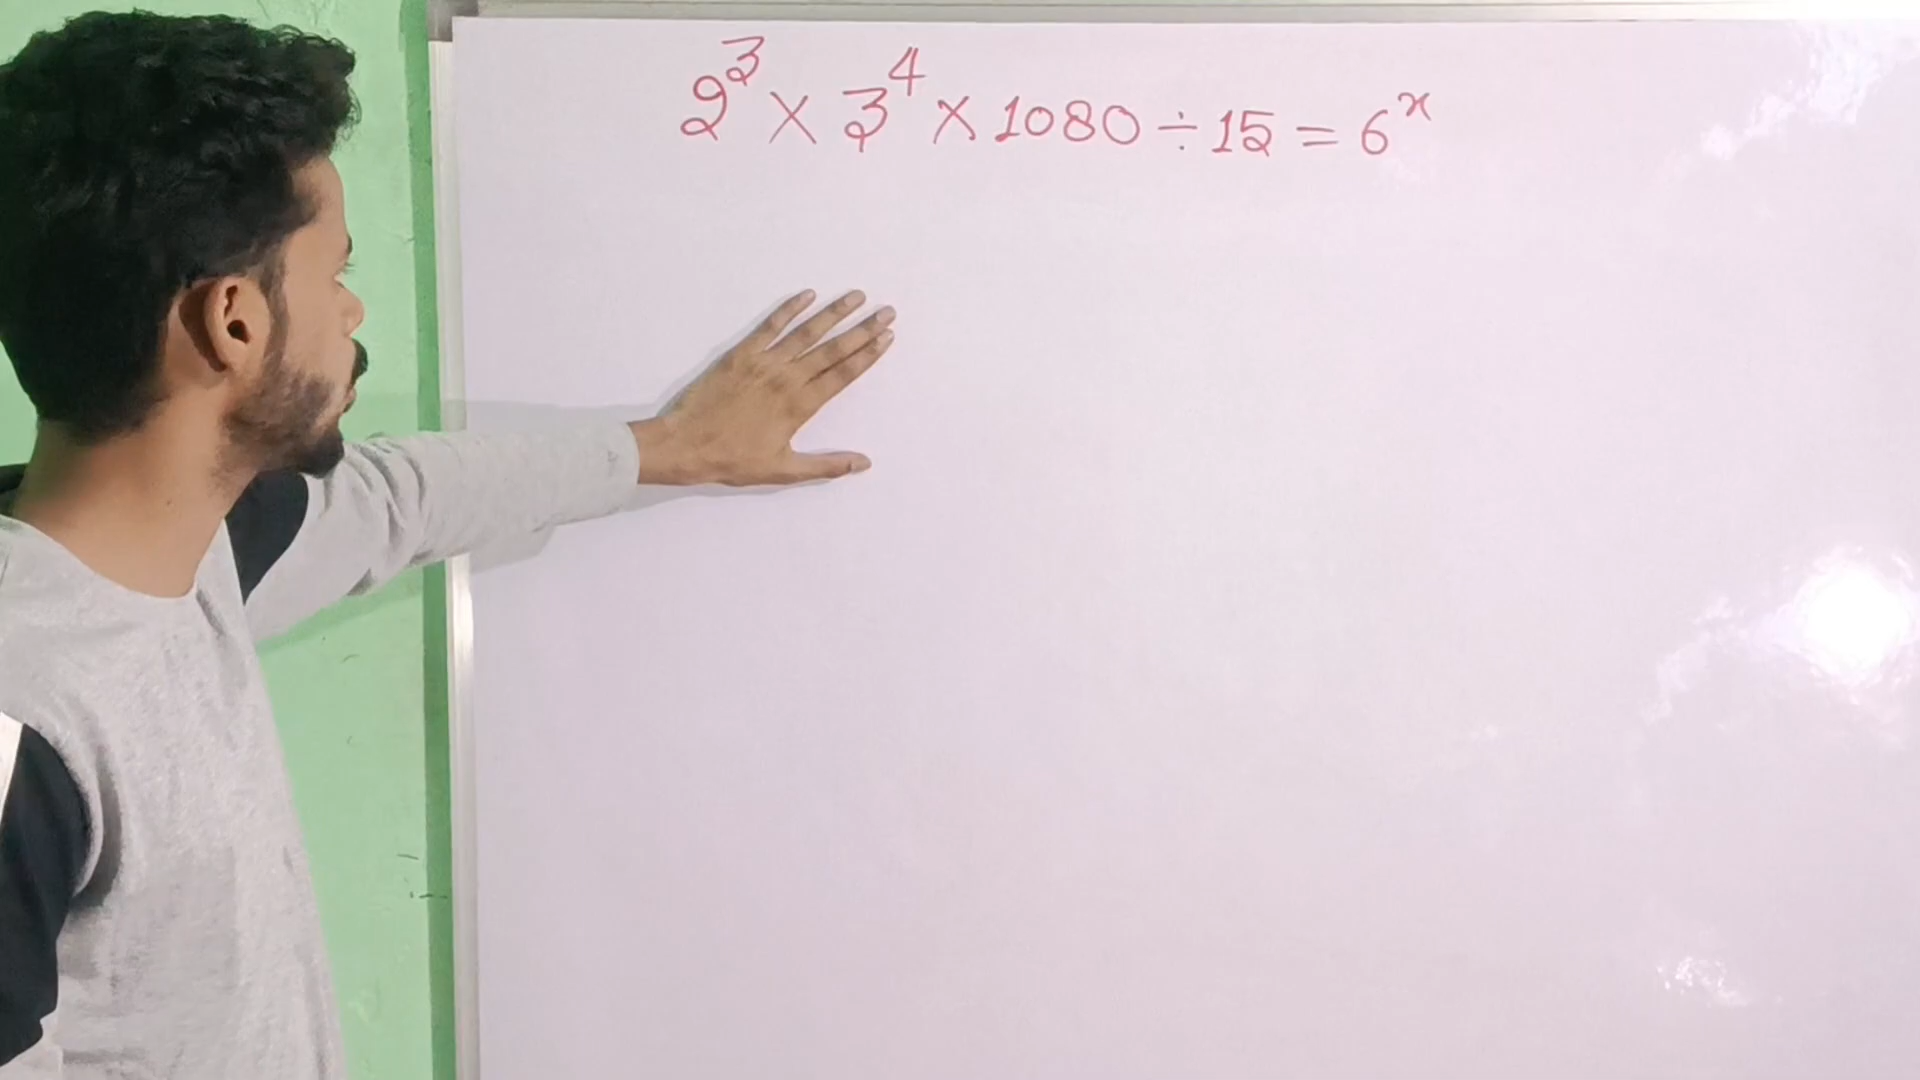 2³ × 3⁴ × 1080 ÷ 15 = 6ˣ